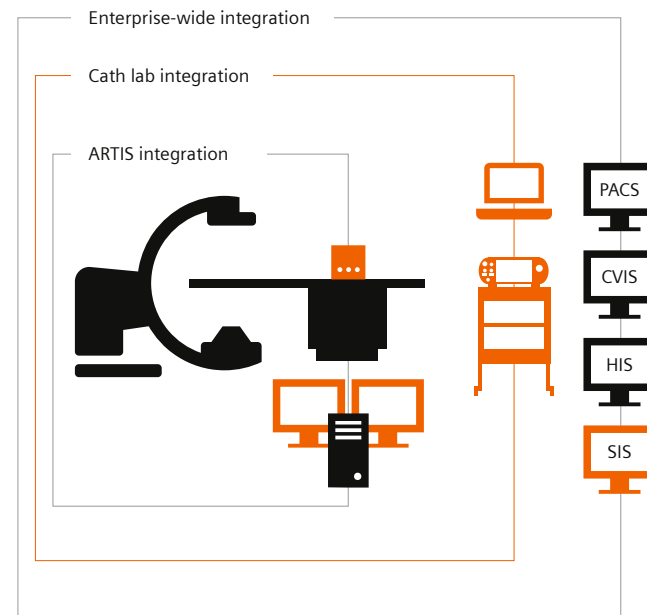 Enterprise-wide integration
Cath lab integration
ARTIS integration
PACS
CVIS
HIS
SIS